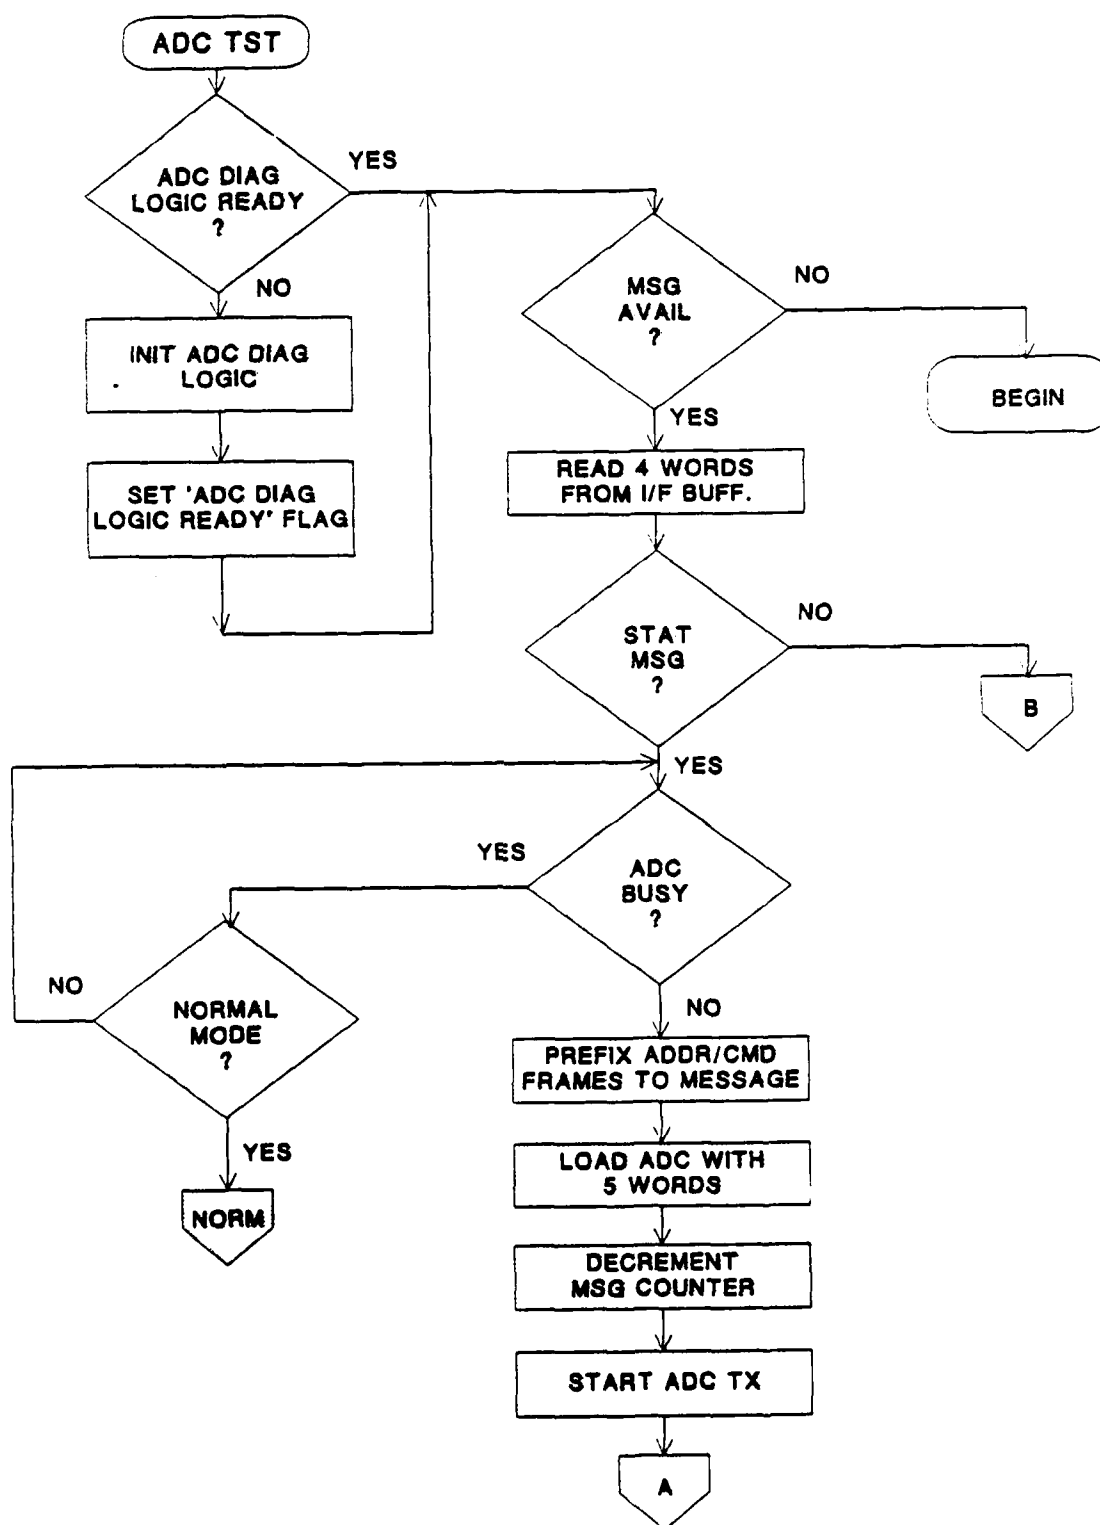 ADC TST
ADC DIAG
LOGIC READY
?
YES
NO
INIT ADC DIAG
LOGIC
SET 'ADC DIAG
LOGIC READY' FLAG
MSG
AVAIL
?
NO
BEGIN
YES
READ 4 WORDS
FROM I/F BUFF.
STAT
MSG
?
NO
B
YES
ADC
BUSY
?
YES
NORMAL
MODE
?
NO
YES
NORM
NO
PREFIX ADDR/CMD
FRAMES TO MESSAGE
LOAD ADC WITH
5 WORDS
DECREMENT
MSG COUNTER
START ADC TX
A